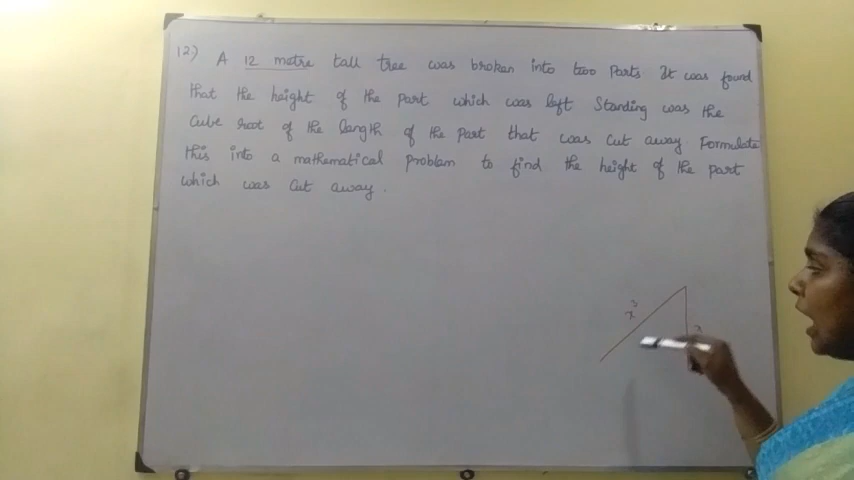 12.) A 12 metre tall tree was broken into two parts It was found
that the height of the part which was left Standing was the
Cube root of the length of the part that was cut away Formulate
this into a mathematical problem to find the height of the part
which was cut away.
x³
x